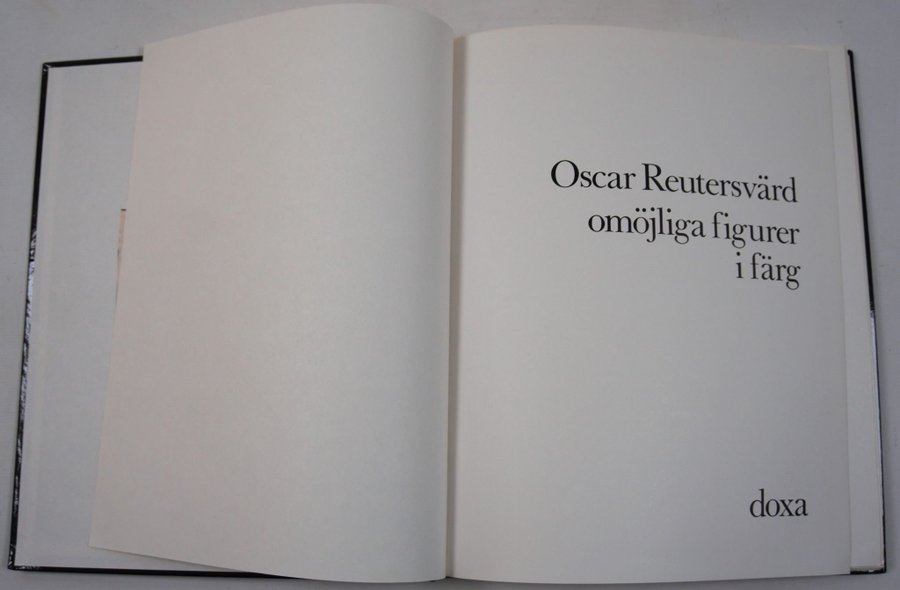 Oscar Reutersvärd
omöjliga figurer
i färg
doxa